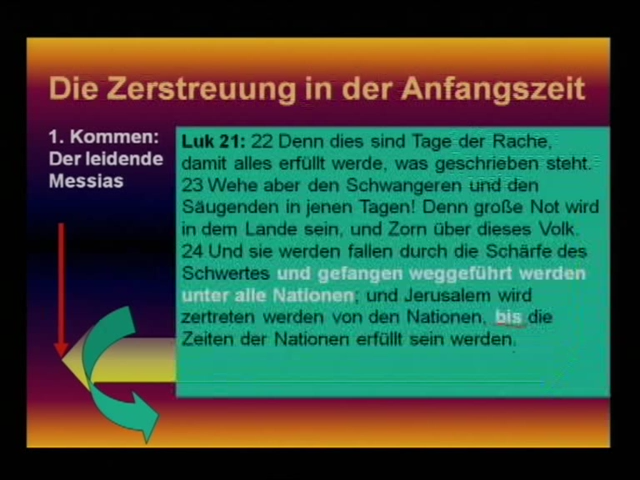 Die Zerstreuung in der Anfangszeit
1. Kommen:
Der leidende
Messias
Luk 21: 22 Denn dies sind Tage der Rache,
damit alles erfüllt werde, was geschrieben steht.
23 Wehe aber den Schwangeren und den
Säugenden in jenen Tagen! Denn große Not wird
in dem Lande sein, und Zorn über dieses Volk.
24 Und sie werden fallen durch die Schärfe des
Schwertes und gefangen weggeführt werden
unter alle Nationen; und Jerusalem wird
zertreten werden von den Nationen, bis die
Zeiten der Nationen erfüllt sein werden.